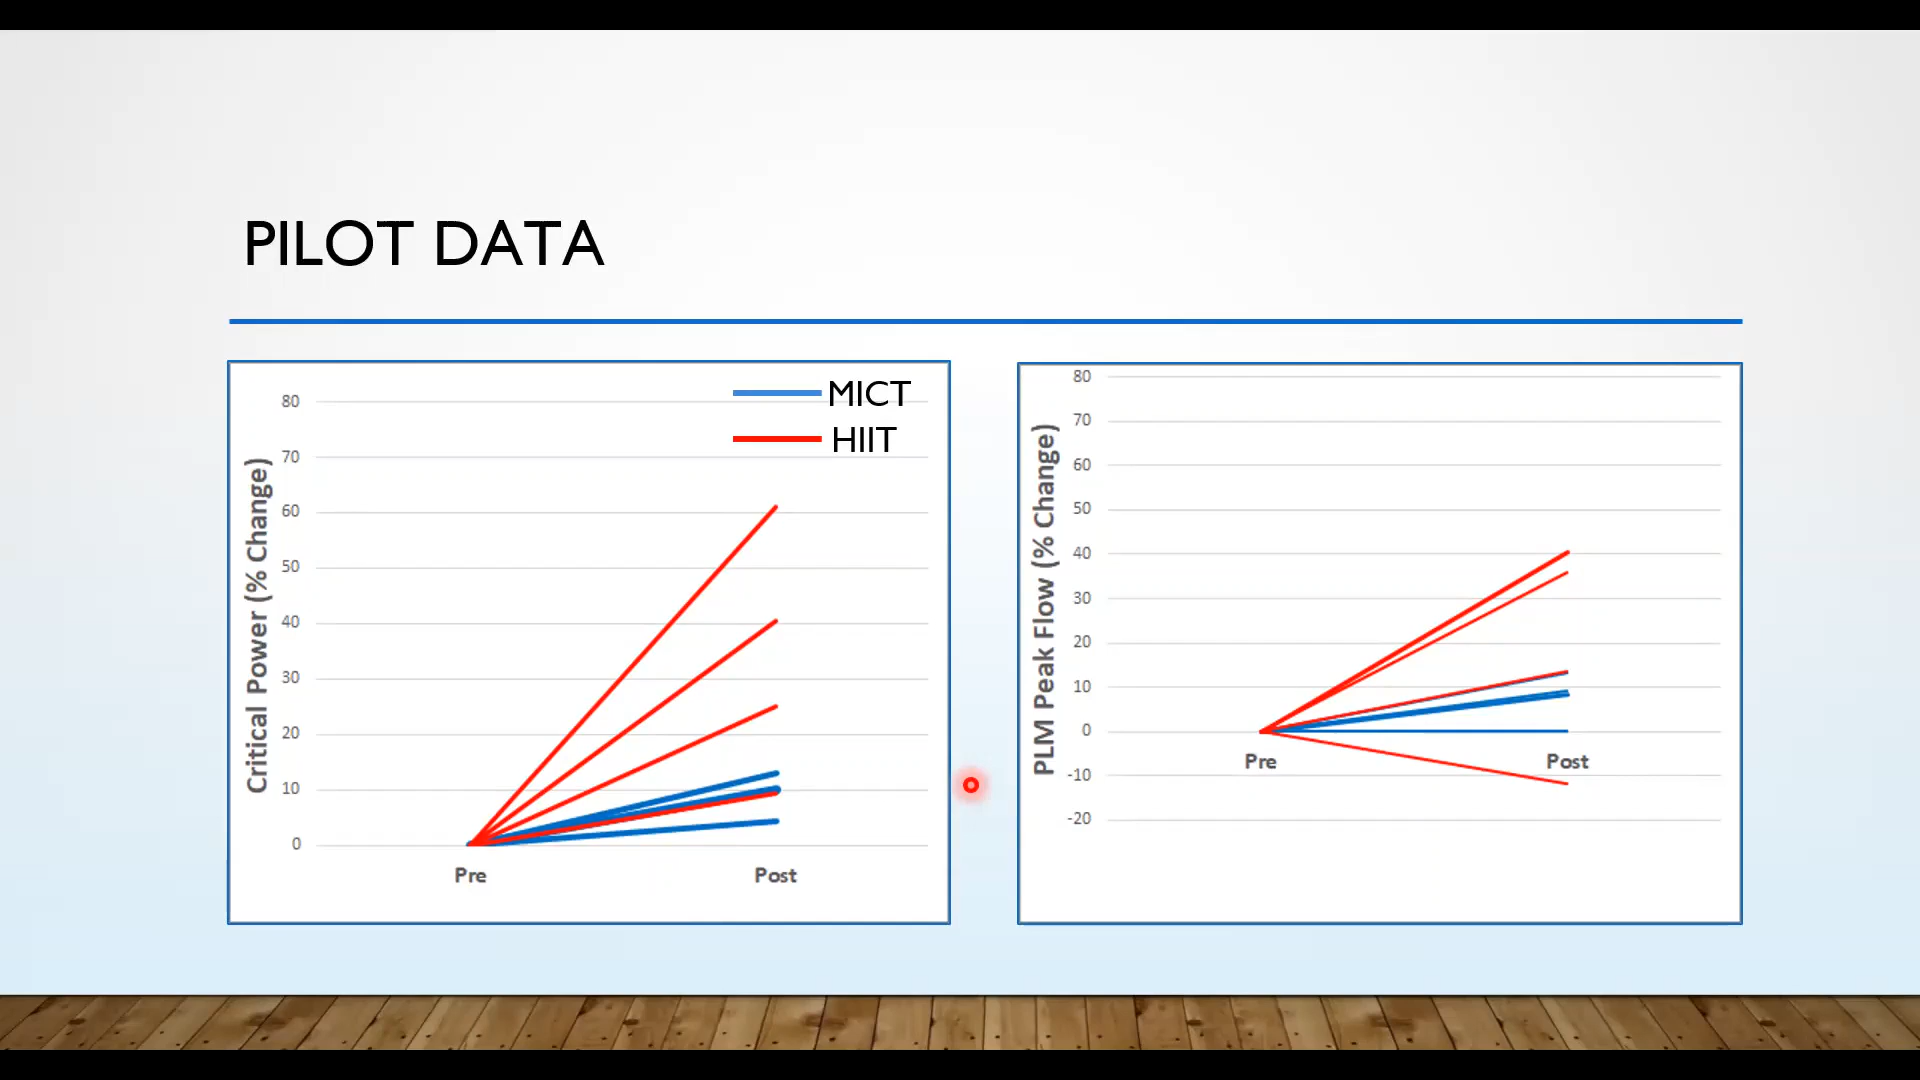 PILOT DATA
MICT
HIIT
Critical Power (% Change)
80
70
60
50
40
30
20
10
0
Pre Post
PLM Peak Flow (% Change)
80
70
60
50
40
30
20
10
0
-10
-20
Pre Post